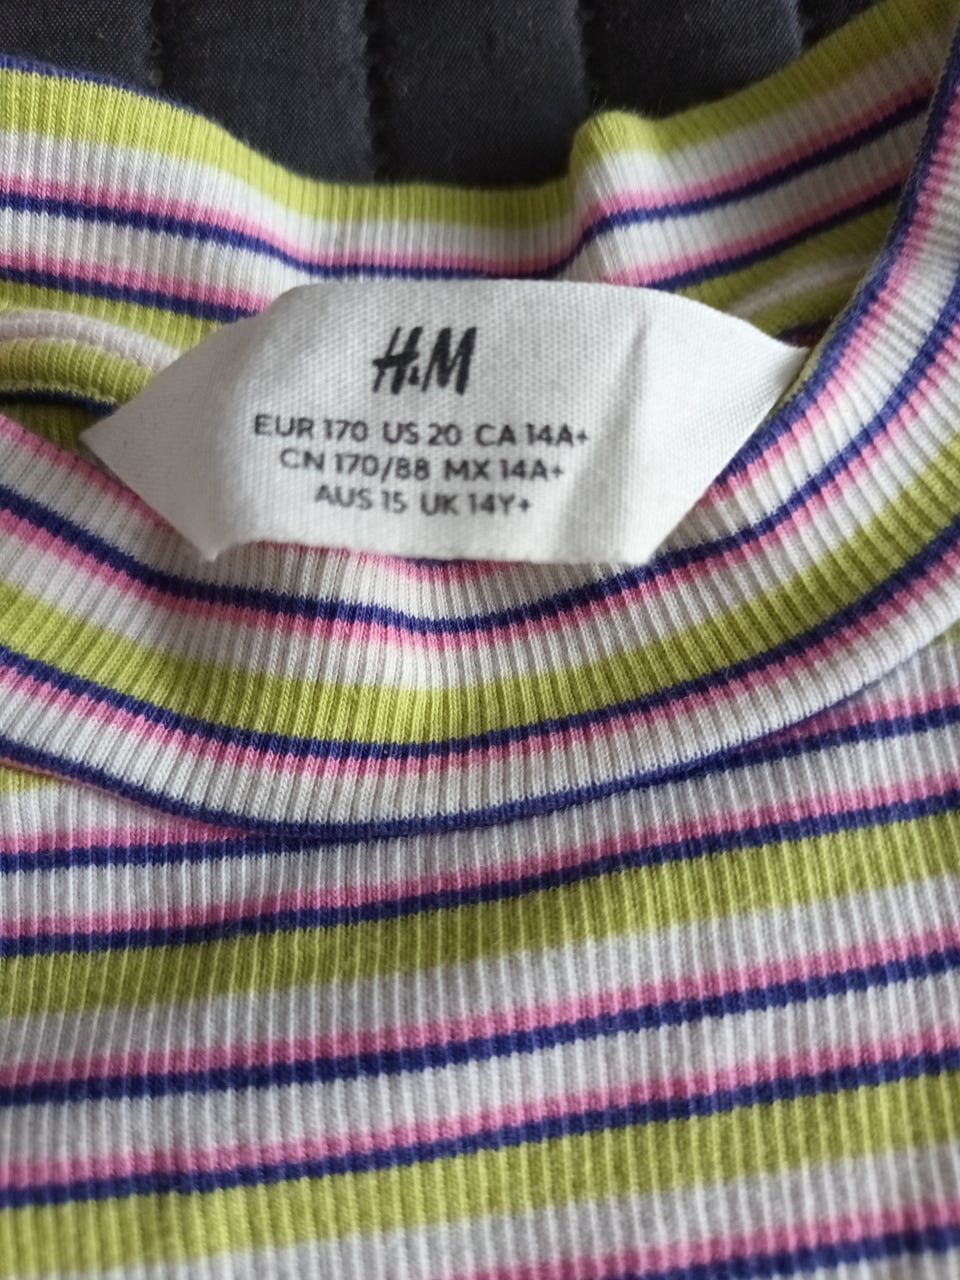 H&M
EUR 170 US 20 CA 14A+
CN 170/88 MX 14A+
AUS 15 UK 14Y+